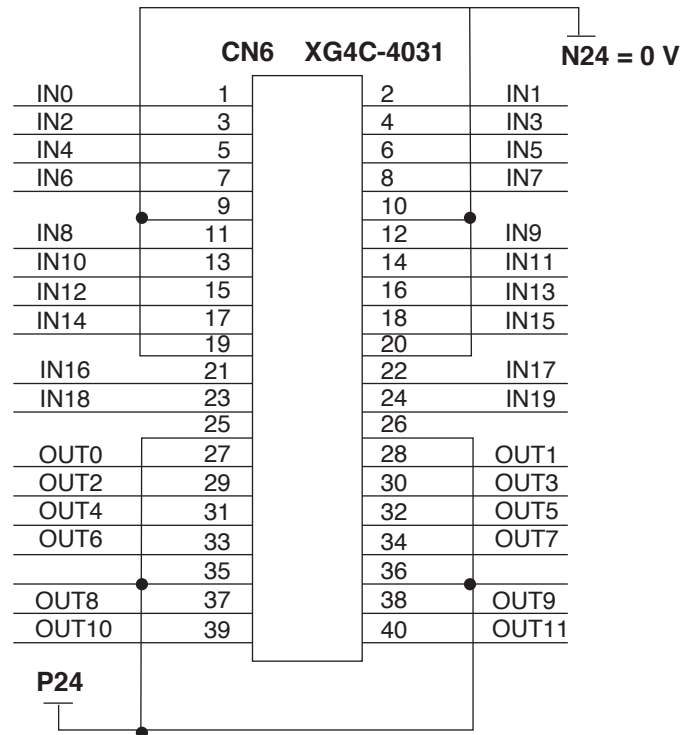 CN6 XG4C-4031
N24 = 0 V
IN0 1 2 IN1
IN2 3 4 IN3
IN4 5 6 IN5
IN6 7 8 IN7
9 10
IN8 11 12 IN9
IN10 13 14 IN11
IN12 15 16 IN13
IN14 17 18 IN15
19 20
IN16 21 22 IN17
IN18 23 24 IN19
25 26
OUT0 27 28 OUT1
OUT2 29 30 OUT3
OUT4 31 32 OUT5
OUT6 33 34 OUT7
35 36
OUT8 37 38 OUT9
OUT10 39 40 OUT11
P24